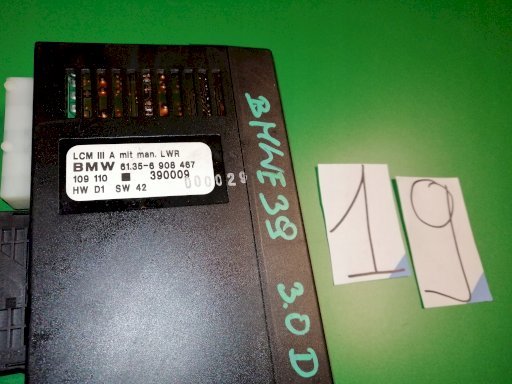 LCM III A mit man. LWR
BMW 61.35-6 908 467
109 110 ■ 390009
HW D1 SW 42
000029
BMW E39 3.0D
19